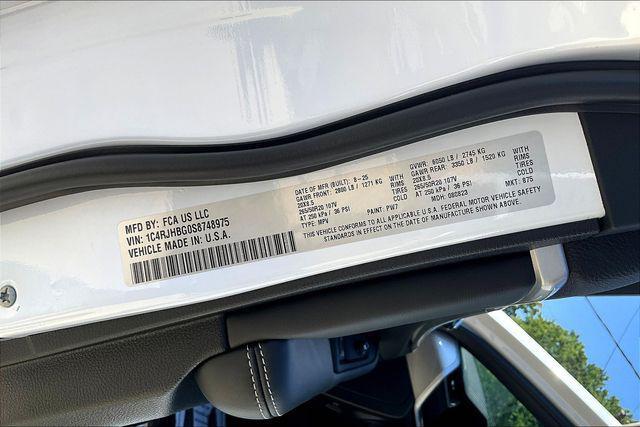 MFD BY: FCA US LLC
VIN: 1C4RJHBG0S8748975
VEHICLE MADE IN: U.S.A.
DATE OF MFR (BUILT): 8-25 GVWR: 6050 LB / 2745 KG
GAWR FRONT: 2800 LB / 1271 KG WITH GAWR REAR: 3350 LB / 1520 KG WITH
20X8.5 RIMS 20X8.5 RIMS
265/50R20 107V TIRES 265/50R20 107V TIRES
AT 250 kPa / 36 PSI COLD AT 250 kPa / 36 PSI COLD
TYPE: MPV PAINT: PW7 MDH: 080823 MKT: 875
THIS VEHICLE CONFORMS TO ALL APPLICABLE U.S.A. FEDERAL MOTOR VEHICLE SAFETY
STANDARDS IN EFFECT ON THE DATE OF MANUFACTURE SHOWN ABOVE.